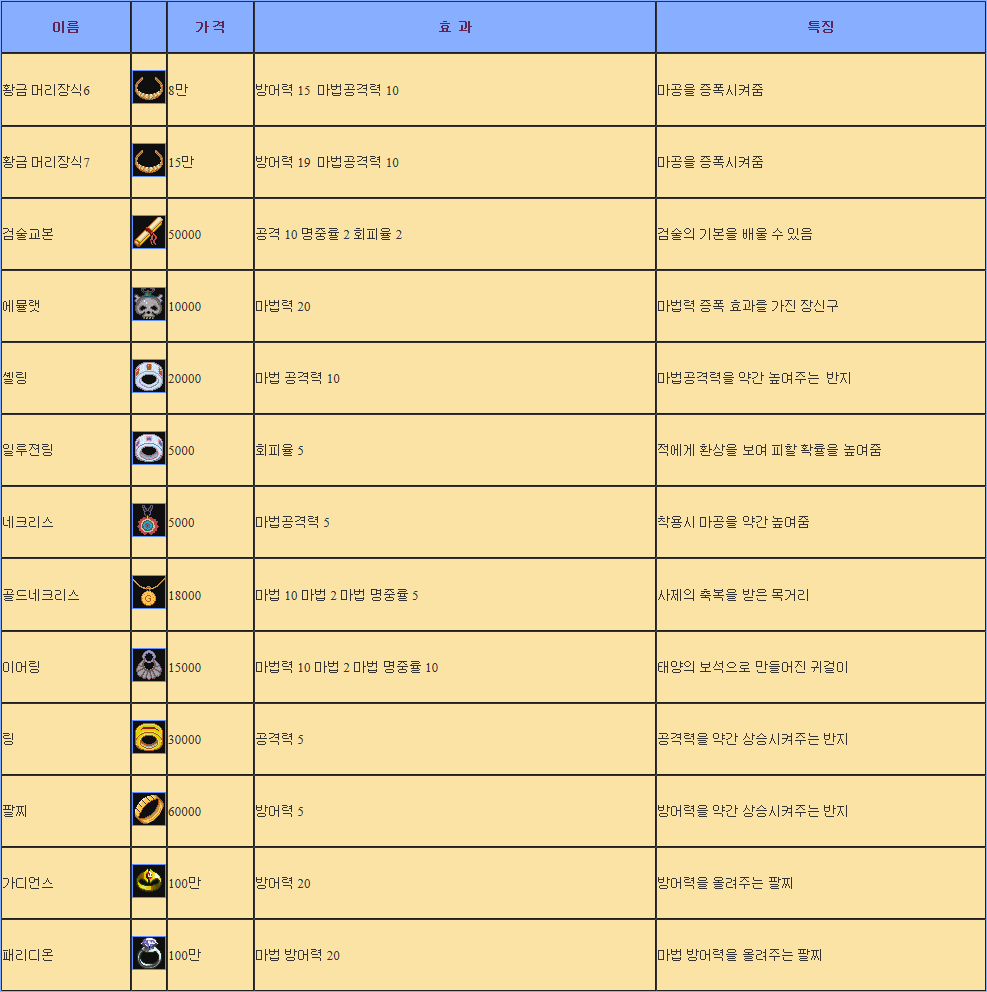 이름 가격 효 과 특징
황금 머리장식6 8만 방어력 15 마법공격력 10 마공을 증폭시켜줌
황금 머리장식7 15만 방어력 19 마법공격력 10 마공을 증폭시켜줌
검술교본 50000 공격 10 명중률 2 회피율 2 검술의 기본을 배울 수 있음
에뮬랫 10000 마법력 20 마법력 증폭 효과를 가진 장신구
셸링 20000 마법 공격력 10 마법공격력을 약간 높여주는 반지
일루젼링 5000 회피율 5 적에게 환상을 보여 피할 확률을 높여줌
네크리스 5000 마법공격력 5 착용시 마공을 약간 높여줌
골드네크리스 18000 마법 10 마법 2 마법 명중률 5 사제의 축복을 받은 목거리
이어링 15000 마법력 10 마법 2 마법 명중률 10 태양의 보석으로 만들어진 귀걸이
링 30000 공격력 5 공격력을 약간 상승시켜주는 반지
팔찌 60000 방어력 5 방어력을 약간 상승시켜주는 반지
가디언스 100만 방어력 20 방어력을 올려주는 팔찌
패리디온 100만 마법 방어력 20 마법 방어력을 올려주는 팔찌